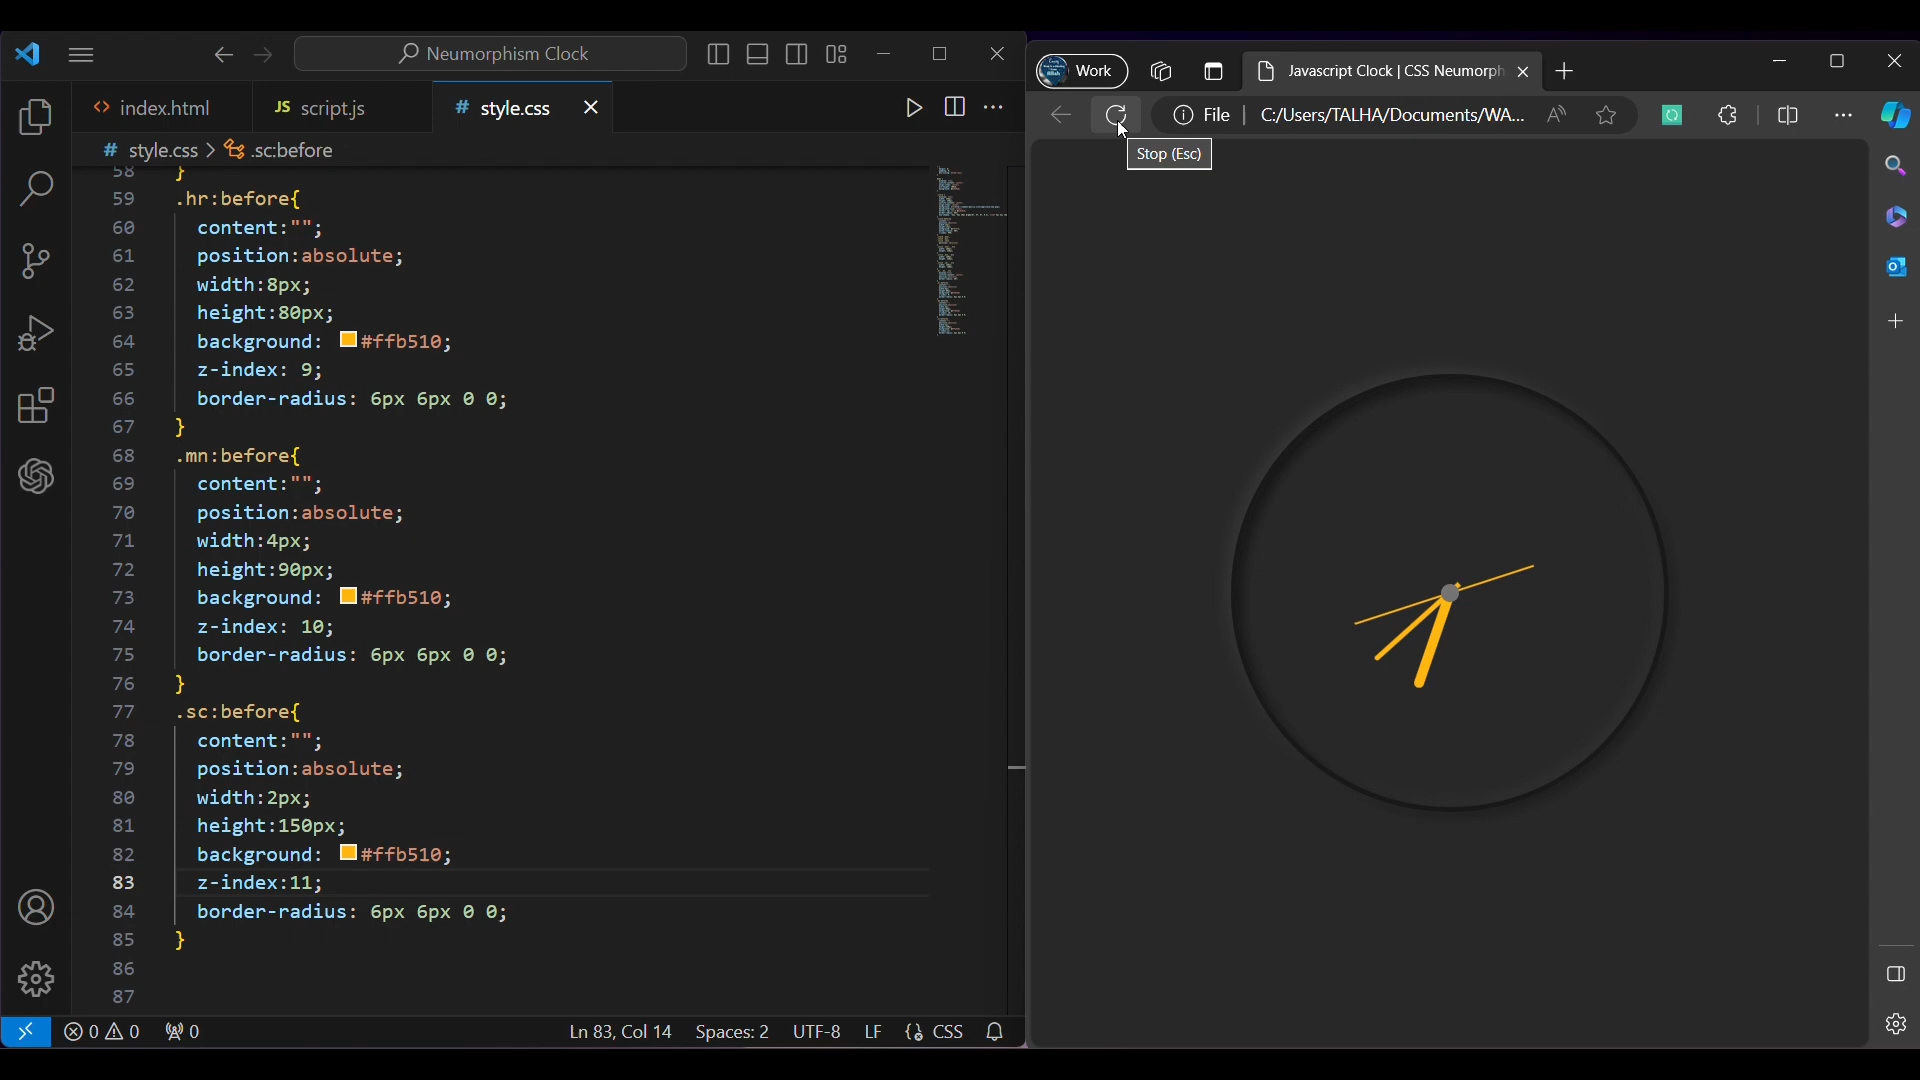 Neumorphism Clock
index.html
JS script.js
# style.css
# style.css > .sc:before
58 }
59 .hr:before{
60 content:"";
61 position:absolute;
62 width:8px;
63 height:80px;
64 background: #ffb510;
65 z-index: 9;
66 border-radius: 6px 6px 0 0;
67 }
68 .mn:before{
69 content:"";
70 position:absolute;
71 width:4px;
72 height:90px;
73 background: #ffb510;
74 z-index: 10;
75 border-radius: 6px 6px 0 0;
76 }
77 .sc:before{
78 content:"";
79 position:absolute;
80 width:2px;
81 height:150px;
82 background: #ffb510;
83 z-index:11;
84 border-radius: 6px 6px 0 0;
85 }
86
87
0 0 0 Ln 83, Col 14 Spaces: 2 UTF-8 LF CSS
Work
Javascript Clock | CSS Neumorph
File | C:/Users/TALHA/Documents/WA...
Stop (Esc)